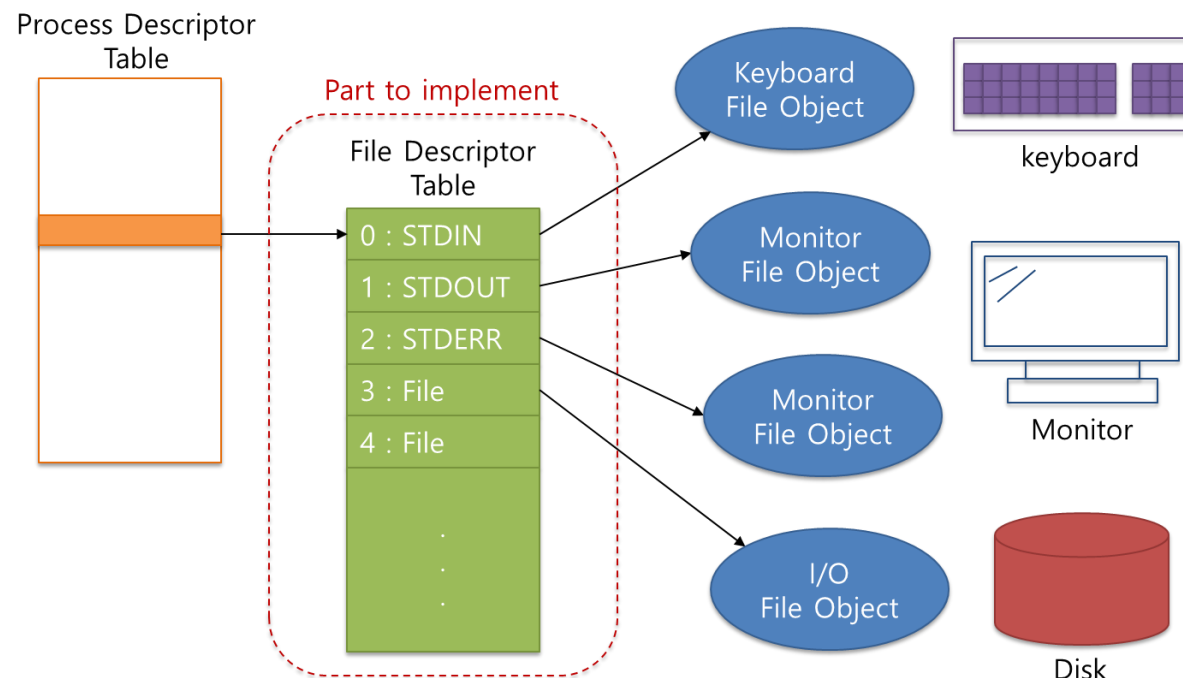 Process Descriptor
Table
Part to implement
File Descriptor
Table
0 : STDIN
1 : STDOUT
2 : STDERR
3 : File
4 : File
.
.
.
Keyboard
File Object
Monitor
File Object
Monitor
File Object
I/O
File Object
keyboard
Monitor
Disk